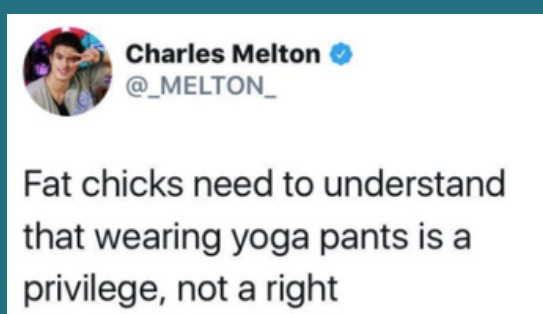 Charles Melton
@_MELTON_
Fat chicks need to understand
that wearing yoga pants is a
privilege, not a right